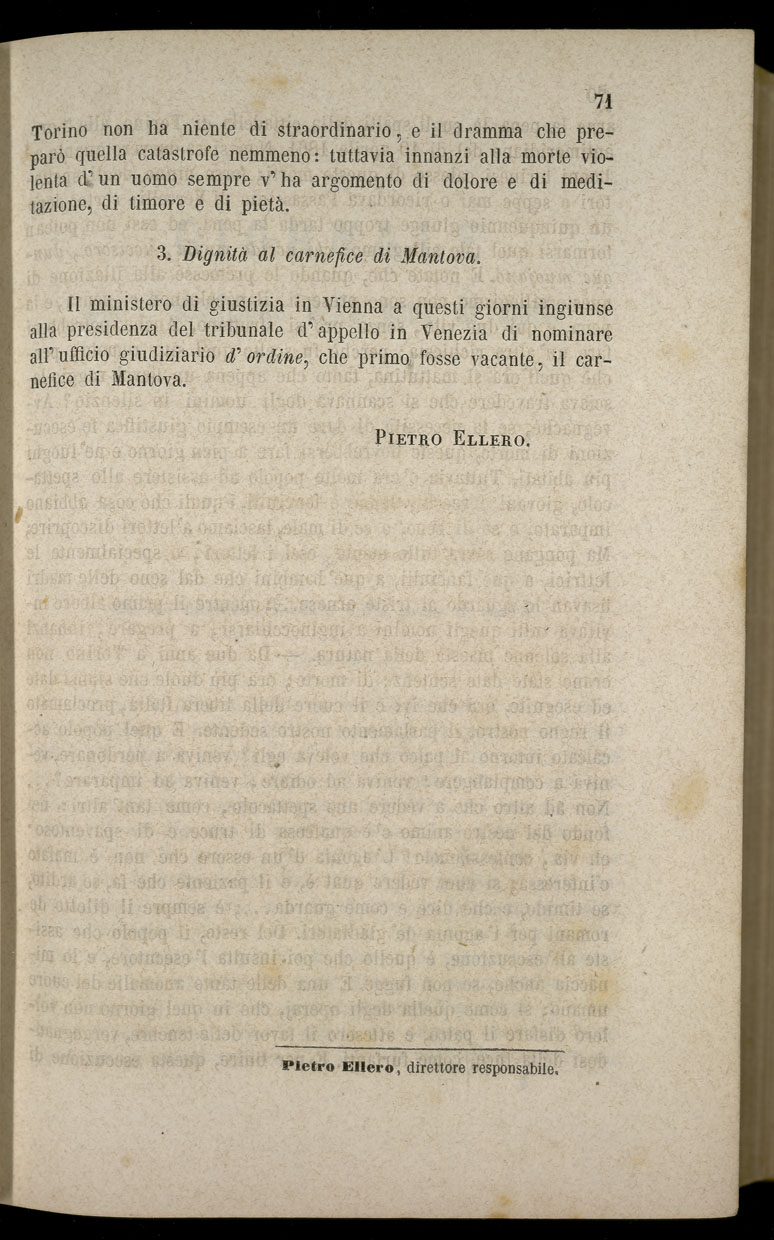 71
Torino non ha niente di straordinario, e il dramma che pre-
parò quella catastrofe nemmeno: tuttavia innanzi alla morte vio-
lenta d' un uomo sempre v' ha argomento di dolore e di medi-
tazione, di timore e di pietà.
3. Dignità al carnefice di Mantova.
Il ministero di giustizia in Vienna a questi giorni ingiunse
alla presidenza del tribunale d' appello in Venezia di nominare
all' ufficio giudiziario d' ordine, che primo fosse vacante, il car-
nefice di Mantova.
PIETRO ELLERO.
Pietro Ellero, direttore responsabile.